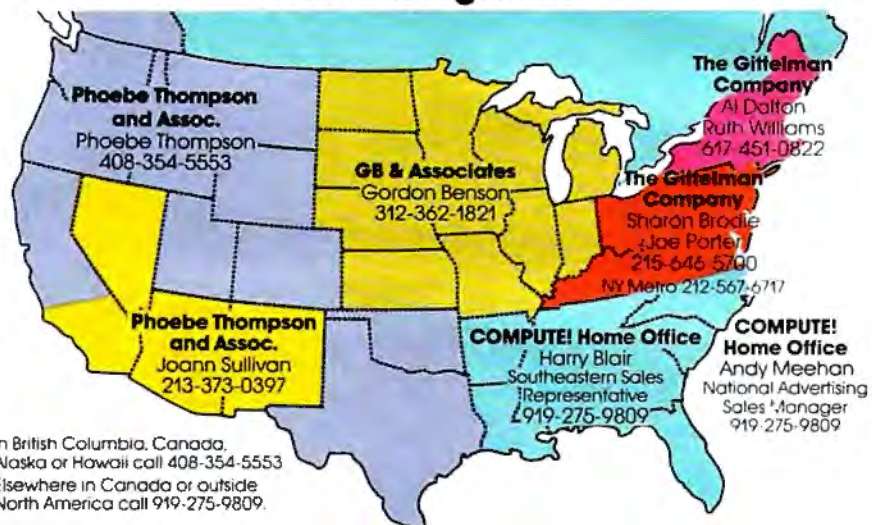 Phoebe Thompson
and Assoc.
Phoebe Thompson
408-354-5553
GB & Associates
Gordon Benson
312-362-1821
The Gittelman
Company
Al Dalton
Ruth Williams
617-451-0822
The Gittelman
Company
Sharon Brodie
Joe Porter
215-646-5700
NY Metro 212-567-6717
Phoebe Thompson
and Assoc.
Joann Sullivan
213-373-0397
COMPUTE! Home Office
Harry Blair
Southeastern Sales
Representative
919-275-9809
COMPUTE!
Home Office
Andy Meehan
National Advertising
Sales Manager
919-275-9809
In British Columbia, Canada,
Alaska or Hawaii call 408-354-5553
Elsewhere in Canada or outside
North America call 919-275-9809.